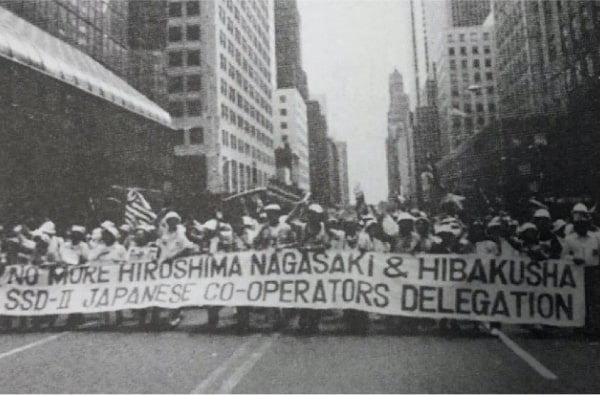 NO MORE HIROSHIMA NAGASAKI & HIBAKUSHA
SSD-II JAPANESE CO-OPERATORS DELEGATION